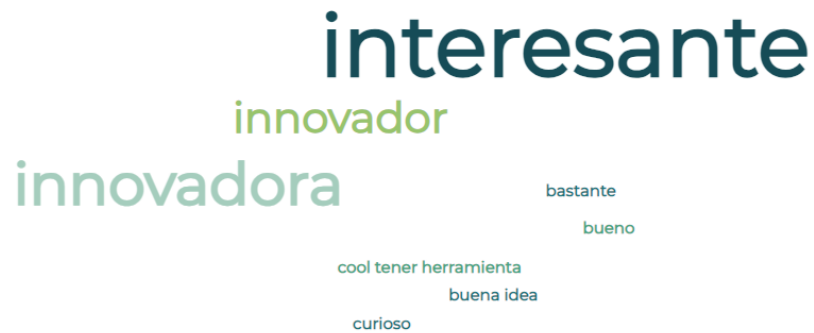 interesante
innovador
innovadora
bastante
bueno
cool tener herramienta
buena idea
curioso